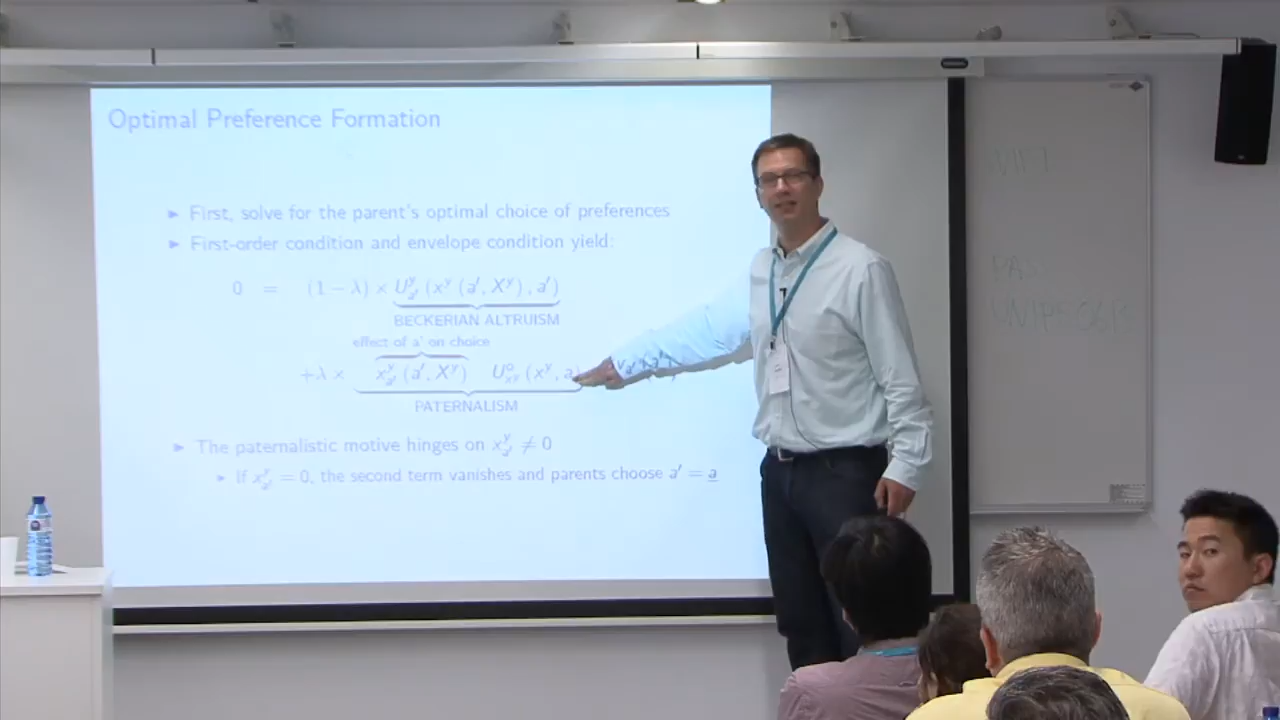 Optimal Preference Formation
► First, solve for the parent's optimal choice of preferences
► First-order condition and envelope condition yield:
0 = (1 − λ) × U^y_{a′} (x^y (a′, X^y), a′)
BECKERIAN ALTRUISM
effect of a′ on choice
+λ × x^y_{a′} (a′, X^y) U^o_{x^y} (x^y, a)
PATERNALISM
► The paternalistic motive hinges on x^y_{a′} ≠ 0
► If x^y_{a′} = 0, the second term vanishes and parents choose a′ = a